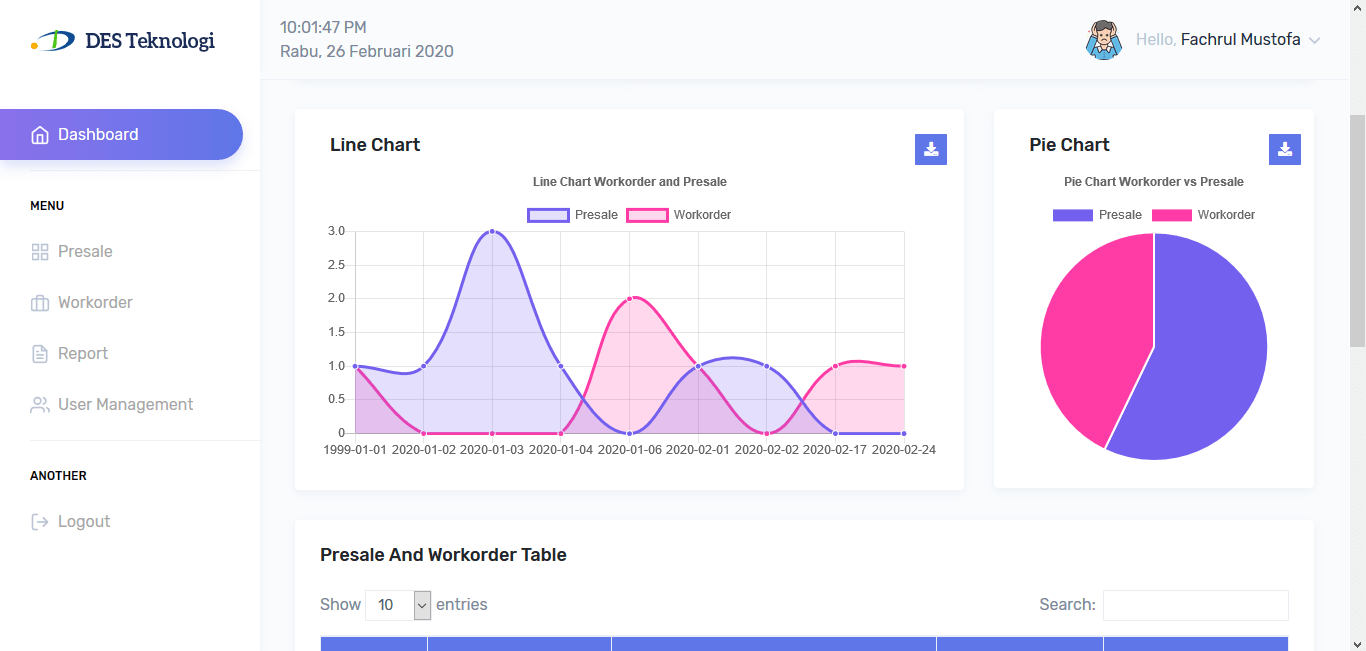 DES Teknologi
10:01:47 PM
Rabu, 26 Februari 2020
Hello, Fachrul Mustofa
Dashboard
MENU
Presale
Workorder
Report
User Management
ANOTHER
Logout
Line Chart
Line Chart Workorder and Presale
Presale Workorder
3.0
2.5
2.0
1.5
1.0
0.5
0
1999-01-01 2020-01-02 2020-01-03 2020-01-04 2020-01-06 2020-02-01 2020-02-02 2020-02-17 2020-02-24
Pie Chart
Pie Chart Workorder vs Presale
Presale Workorder
Presale And Workorder Table
Show 10 entries
Search: